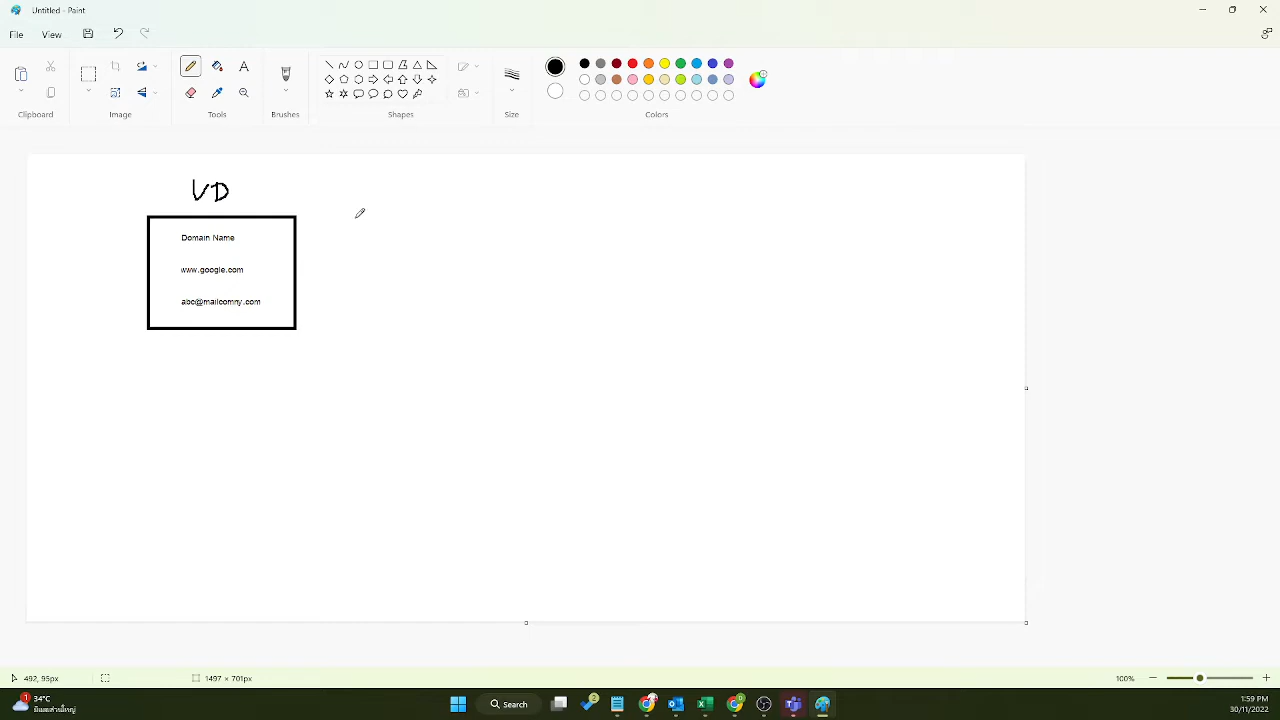 Untitled - Paint
File
View
Clipboard
Image
Tools
Brushes
Shapes
Size
Colors
VD
Domain Name
www.google.com
abc@mailcomny.com
492, 95px
1497 × 701px
100%
34°C
Search
1:59 PM
30/11/2022